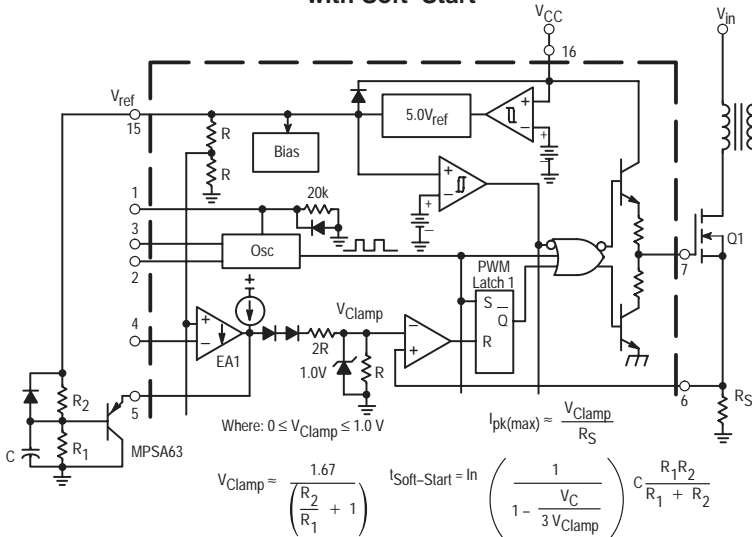 with Soft–Start
VCC
Vin
16
Vref
15
5.0Vref
R
Bias
R
+
–
+
–
+
–
+
–
1
20k
3
Osc
2
7
Q1
PWM
Latch 1
S
Q
R
+
VClamp
4
+
–
EA1
2R
1.0V
R
–
+
5
6
RS
R2
R1
C
MPSA63
Where: 0 ≤ VClamp ≤ 1.0 V
Ipk(max) ≈ VClamp / RS
VClamp ≈ 1.67 / (R2 / R1 + 1)
tSoft–Start = In (1 / (1 - VC / 3 VClamp)) C R1R2 / R1 + R2